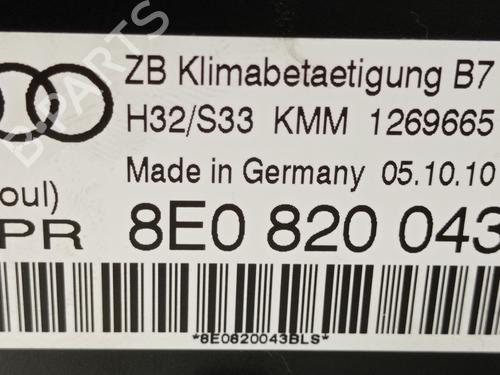 ZB Klimabetaetigung B7
H32/S33 KMM 1269665
Made in Germany 05.10.10
oul)
PR 8E0 820 043
*8E0820043BLS*